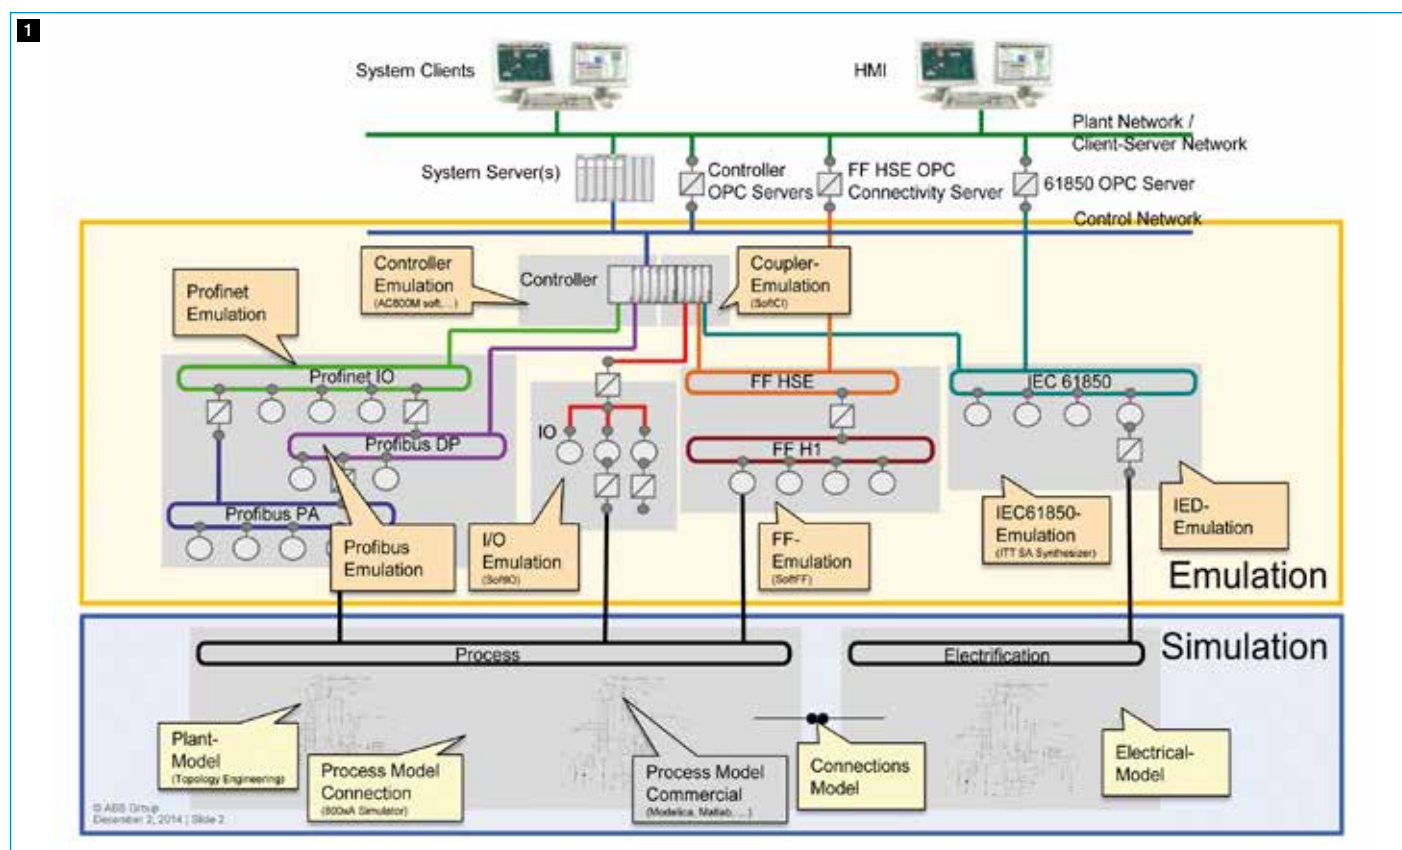 1
System Clients
HMI
Plant Network /
Client-Server Network
System Server(s)
Controller
OPC Servers
FF HSE OPC
Connectivity Server
61850 OPC Server
Control Network
Controller
Emulation
(AC800M soft, ...)
Controller
Coupler-
Emulation
(SoftCI)
Profinet
Emulation
Profinet IO
FF HSE
IEC 61850
IO
Profibus DP
FF H1
Profibus PA
Profibus
Emulation
I/O
Emulation
(SoftIO)
FF-
Emulation
(SoftFF)
IEC61850-
Emulation
(ITT SA Synthesizer)
IED-
Emulation
Emulation
Simulation
Process
Electrification
Plant-
Model
(Topology Engineering)
Process Model
Connection
(800xA Simulator)
Process Model
Commercial
(Modelica, Matlab, ...)
Connections
Model
Electrical-
Model
© ABB Group
December 2, 2014 | Slide 2